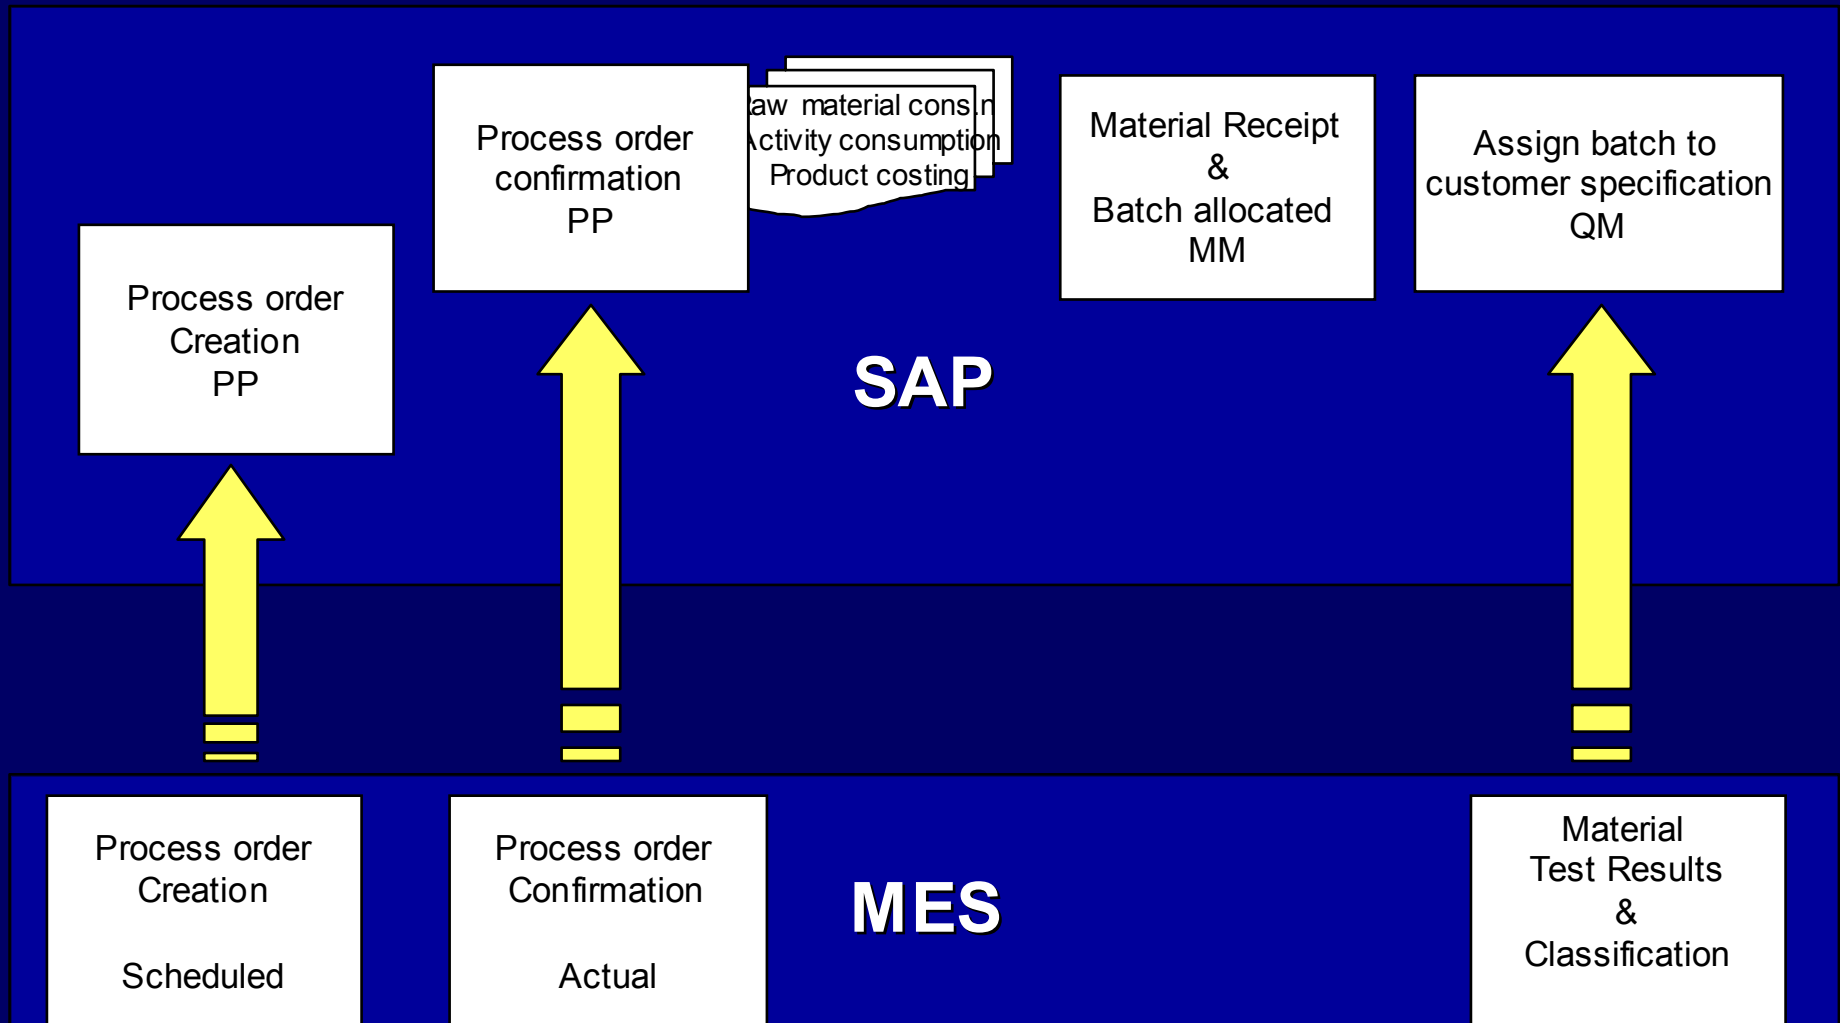 Process order
Creation
PP
Process order
confirmation
PP
material cons.n
consumption
Product costing
Material Receipt
&
Batch allocated
MM
Assign batch to
customer specification
QM
SAP
Process order
Creation
Scheduled
Process order
Confirmation
Actual
MES
Material
Test Results
&
Classification